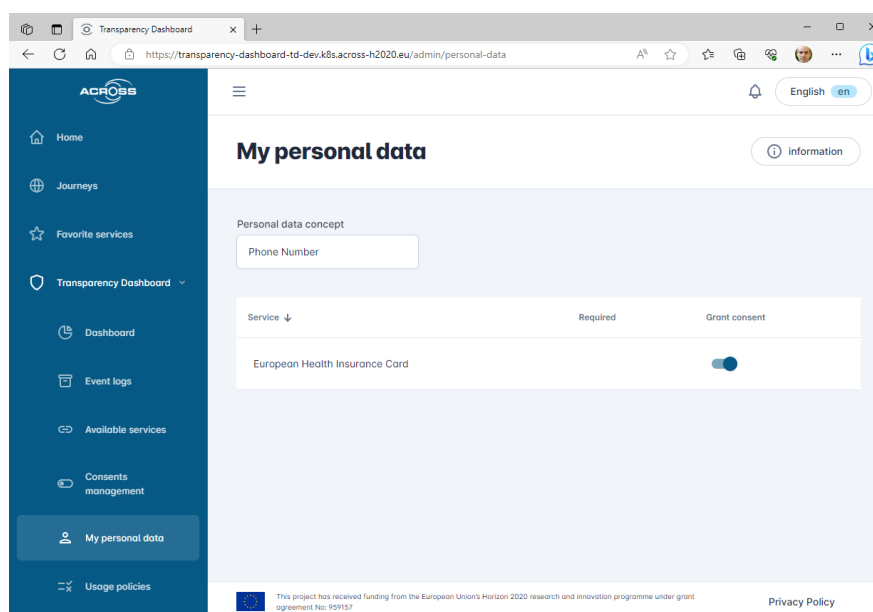 Transparency Dashboard
https://transparency-dashboard-td-dev.k8s.across-h2020.eu/admin/personal-data
ACROSS
English en
Home
My personal data
information
Journeys
Favorite services
Personal data concept
Phone Number
Transparency Dashboard
Service ↓ Required Grant consent
Dashboard
European Health Insurance Card
Event logs
Available services
Consents
management
My personal data
Usage policies
This project has received funding from the European Union's Horizon 2020 research and innovation programme under grant
agreement No: 959157
Privacy Policy